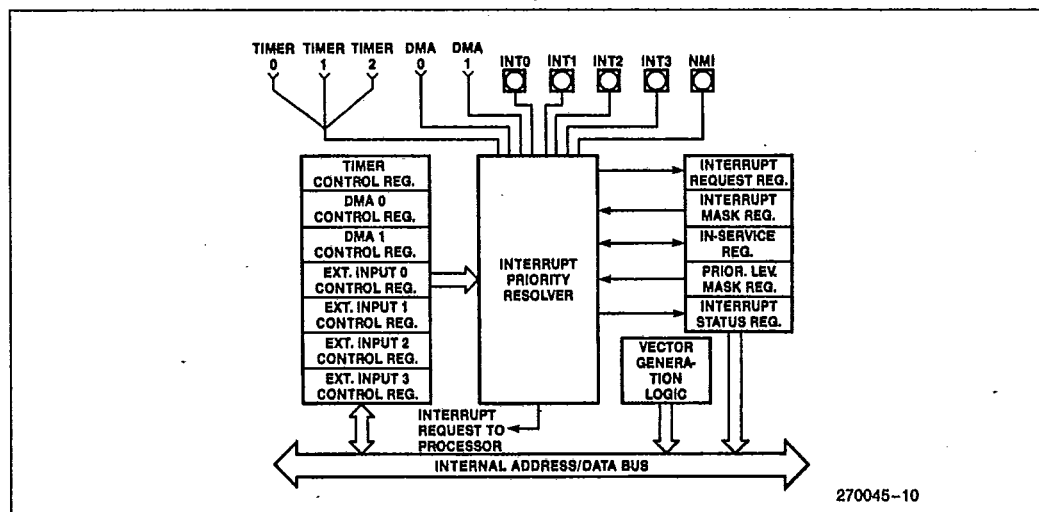 TIMER TIMER TIMER DMA DMA
0 1 2 0 1
INT0 INT1 INT2 INT3 NMI
TIMER
CONTROL REG.
DMA 0
CONTROL REG.
DMA 1
CONTROL REG.
EXT. INPUT 0
CONTROL REG.
EXT. INPUT 1
CONTROL REG.
EXT. INPUT 2
CONTROL REG.
EXT. INPUT 3
CONTROL REG.
INTERRUPT
PRIORITY
RESOLVER
INTERRUPT
REQUEST REG.
INTERRUPT
MASK REG.
IN-SERVICE
REG.
PRIOR. LEV.
MASK REG.
INTERRUPT
STATUS REG.
VECTOR
GENERA-
TION
LOGIC
INTERRUPT
REQUEST TO
PROCESSOR
INTERNAL ADDRESS/DATA BUS
270045-10